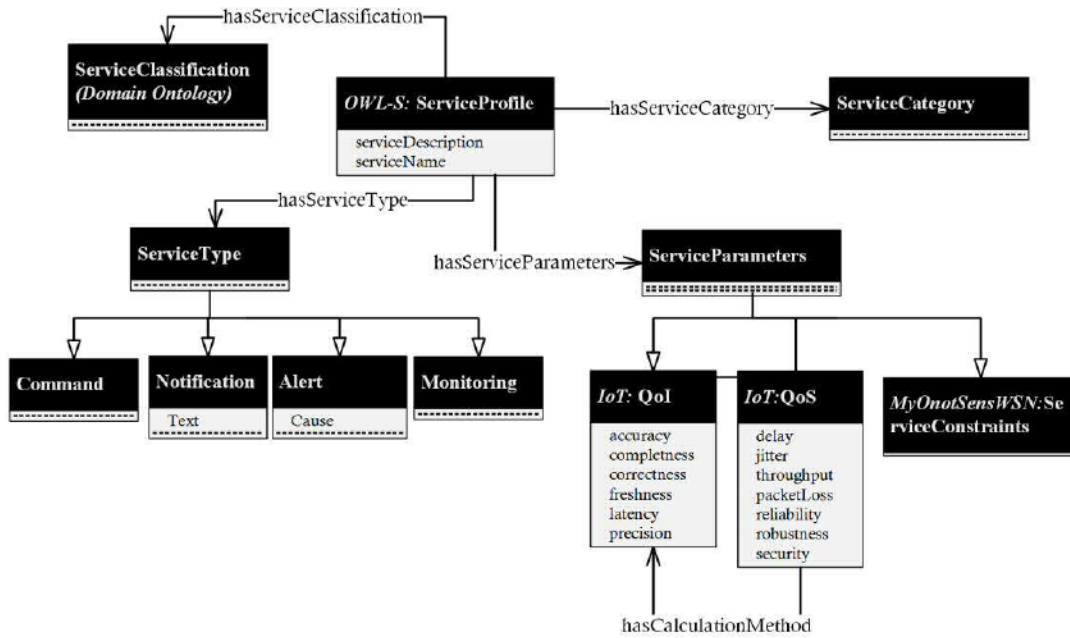 hasServiceClassification
ServiceClassification
(Domain Ontology)
OWL-S: ServiceProfile
serviceDescription
serviceName
hasServiceCategory
ServiceCategory
hasServiceType
ServiceType
hasServiceParameters
ServiceParameters
Command
Notification
Text
Alert
Cause
Monitoring
IoT: QoI
accuracy
completness
correctness
freshness
latency
precision
IoT:QoS
delay
jitter
throughput
packetLoss
reliability
robustness
security
MyOnotSensWSN:Se
rviceConstraints
hasCalculationMethod